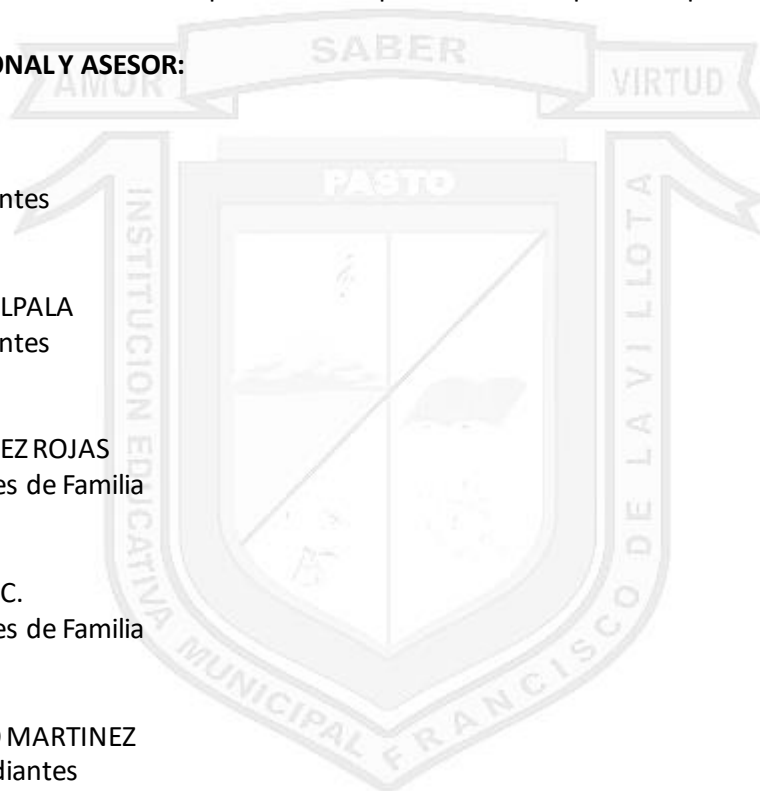 SABER
ONAL Y ASESOR:
AMOR
VIRTUD
PASTO
ntes
LPALA
ntes
EZ ROJAS
es de Familia
C.
es de Familia
O MARTINEZ
diantes
INSTITUCION EDUCATIVA MUNICIPAL FRANCISCO DE LA VILLOTA